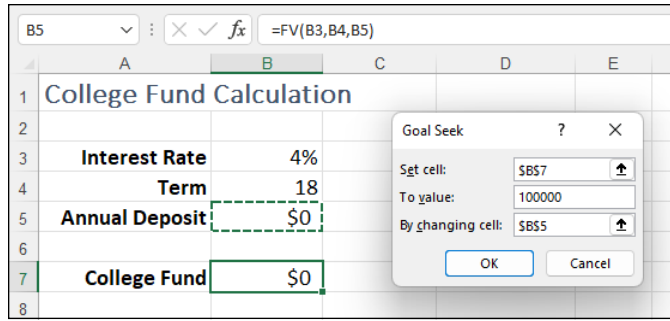 B5 fx =FV(B3,B4,B5)
A B C D E
1 College Fund Calculation
2
3 Interest Rate 4%
4 Term 18
5 Annual Deposit $0
6
7 College Fund $0
8
Goal Seek ? ×
Set cell: $B$7
To value: 100000
By changing cell: $B$5
OK Cancel